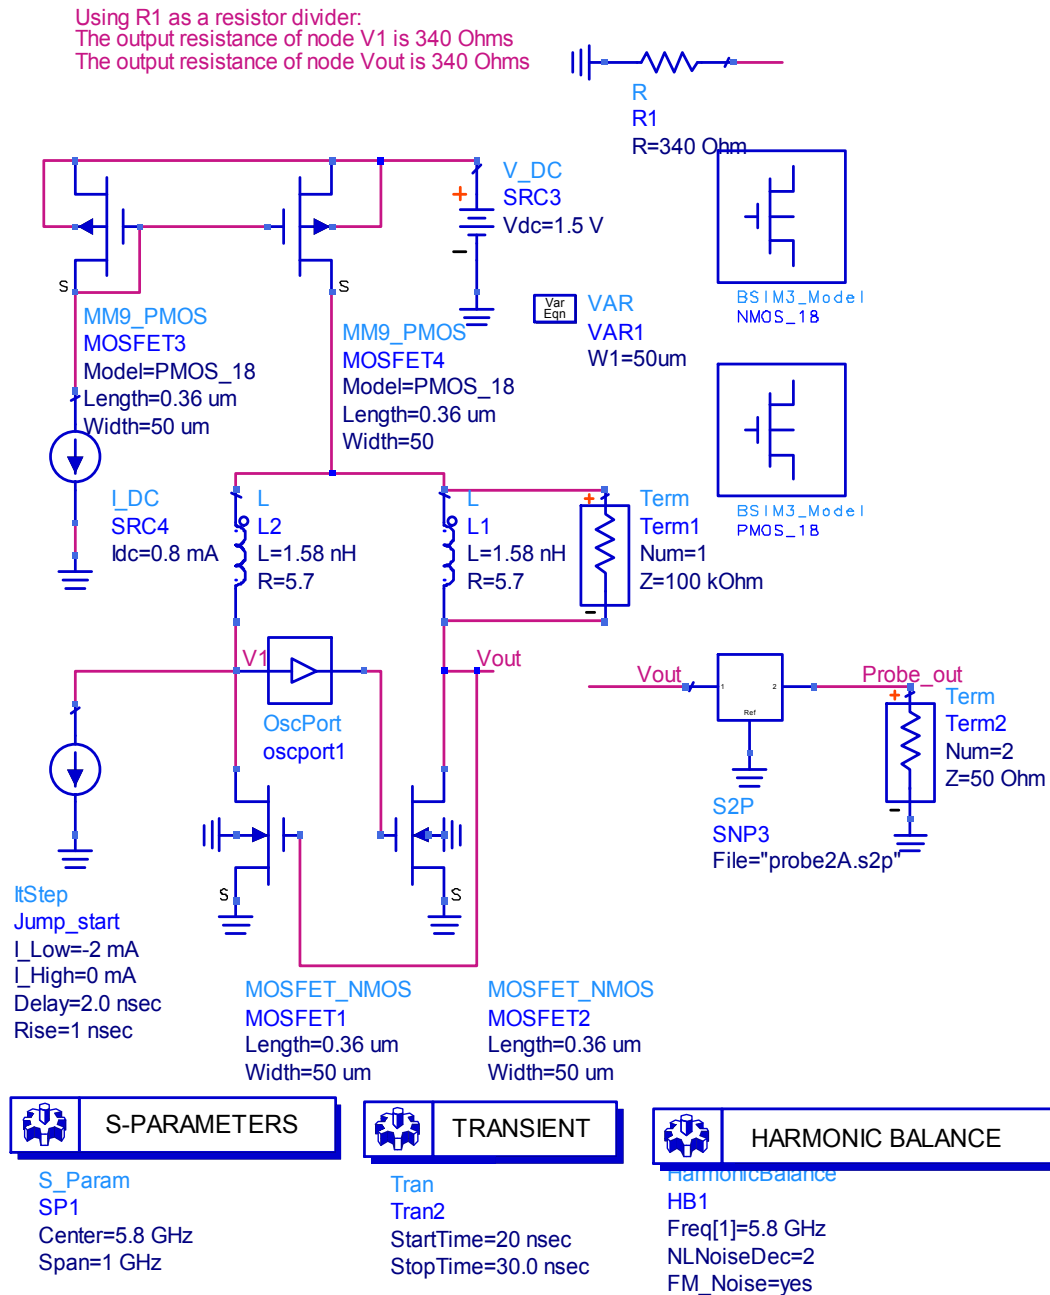 Using R1 as a resistor divider:
The output resistance of node V1 is 340 Ohms
The output resistance of node Vout is 340 Ohms
R
R1
R=340 Ohm
V_DC
SRC3
Vdc=1.5 V
+
–
S
S
BSIM3_Model
NMOS_18
Var
Eqn
VAR
VAR1
W1=50um
MM9_PMOS
MOSFET3
Model=PMOS_18
Length=0.36 um
Width=50 um
MM9_PMOS
MOSFET4
Model=PMOS_18
Length=0.36 um
Width=50
BSIM3_Model
PMOS_18
I_DC
SRC4
Idc=0.8 mA
L
L2
L=1.58 nH
R=5.7
L
L1
L=1.58 nH
R=5.7
+
–
Term
Term1
Num=1
Z=100 kOhm
V1
Vout
OscPort
oscport1
Vout
1
2
Ref
Probe_out
+
–
Term
Term2
Num=2
Z=50 Ohm
S2P
SNP3
File="probe2A.s2p"
S
S
ItStep
Jump_start
I_Low=-2 mA
I_High=0 mA
Delay=2.0 nsec
Rise=1 nsec
MOSFET_NMOS
MOSFET1
Length=0.36 um
Width=50 um
MOSFET_NMOS
MOSFET2
Length=0.36 um
Width=50 um
S-PARAMETERS
S_Param
SP1
Center=5.8 GHz
Span=1 GHz
TRANSIENT
Tran
Tran2
StartTime=20 nsec
StopTime=30.0 nsec
HARMONIC BALANCE
HarmonicBalance
HB1
Freq[1]=5.8 GHz
NLNoiseDec=2
FM_Noise=yes